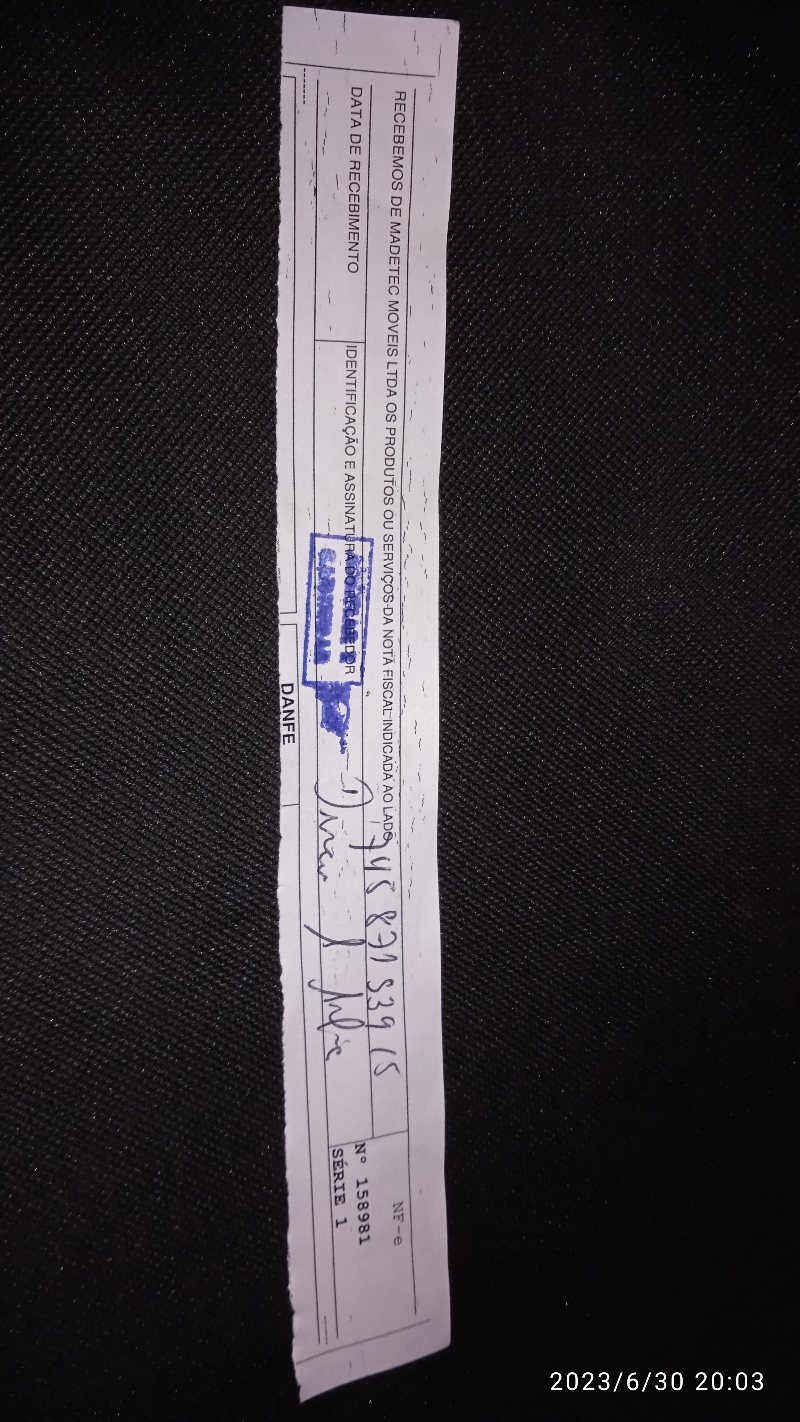 RECEBEMOS DE MADETEC MOVEIS LTDA OS PRODUTOS OU SERVIÇOS DA NOTA FISCAL INDICADA AO LADO
NF-e
745 871 539 15
DATA DE RECEBIMENTO
IDENTIFICAÇÃO E ASSINATURA DO RECEBEDOR
Nº 158981
SÉRIE 1
DANFE
2023/6/30 20:03